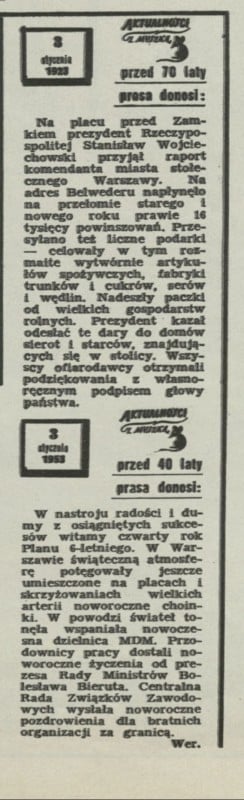 3
stycznia
1923
AKTUALNOŚCI
Z MYSZKĄ
przed 70 laty
prasa donosi:
Na placu przed Zam-
kiem prezydent Rzeczypo-
spolitej Stanisław Wojcie-
chowski przyjął raport
komendanta miasta stołe-
cznego Warszawy. Na
adres Belwederu napłynęło
na przełomie starego i
nowego roku prawie 16
tysięcy powinszowań. Prze-
syłano też liczne podarki
— celowały w tym roz-
maite wytwórnie artyku-
łów spożywczych, fabryki
trunków i cukrów, serów
i wędlin. Nadeszły paczki
od wielkich gospodarstw
rolnych. Prezydent kazał
odesłać te dary do domów
sierot i starców, znajdują-
cych się w stolicy. Wszy-
scy ofiarodawcy otrzymali
podziękowania z własno-
ręcznym podpisem głowy
państwa.
3
stycznia
1953
AKTUALNOŚCI
Z MYSZKĄ
przed 40 laty
prasa donosi:
W nastroju radości i du-
my z osiągniętych sukce-
sów witamy czwarty rok
Planu 6-letniego. W War-
szawie świąteczną atmosfe-
rę potęgowały jeszcze
umieszczone na placach i
skrzyżowaniach wielkich
arterii noworoczne choin-
ki. W powodzi świateł to-
nęła wspaniała nowocze-
sna dzielnica MDM. Przo-
downicy pracy dostali no-
woroczne życzenia od pre-
zesa Rady Ministrów Bo-
lesława Bieruta. Centralna
Rada Związków Zawodo-
wych wysłała noworoczne
pozdrowienia dla bratnich
organizacji za granicą.
Wer.